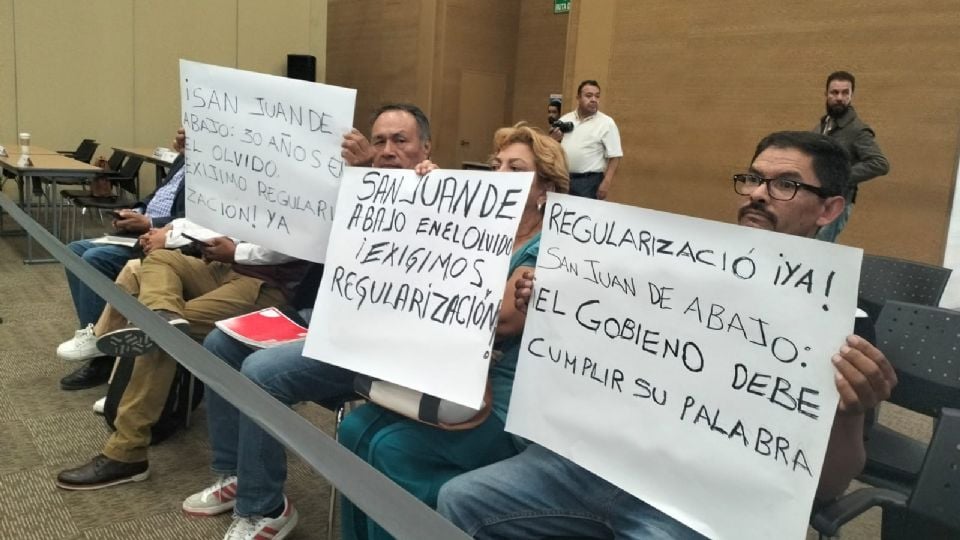 ¡SAN JUAN DE
ABAJO: 30 AÑOS EN
EL OLVIDO.
EXIJIMO REGULARI
ZACION! YA
SAN JUAN DE
ABAJO EN EL OLVIDO
¡EXIGIMOS
REGULARIZACIÓN!
REGULARIZACIÓ ¡YA!
SAN JUAN DE ABAJO:
EL GOBIENO DEBE
CUMPLIR SU PALABRA